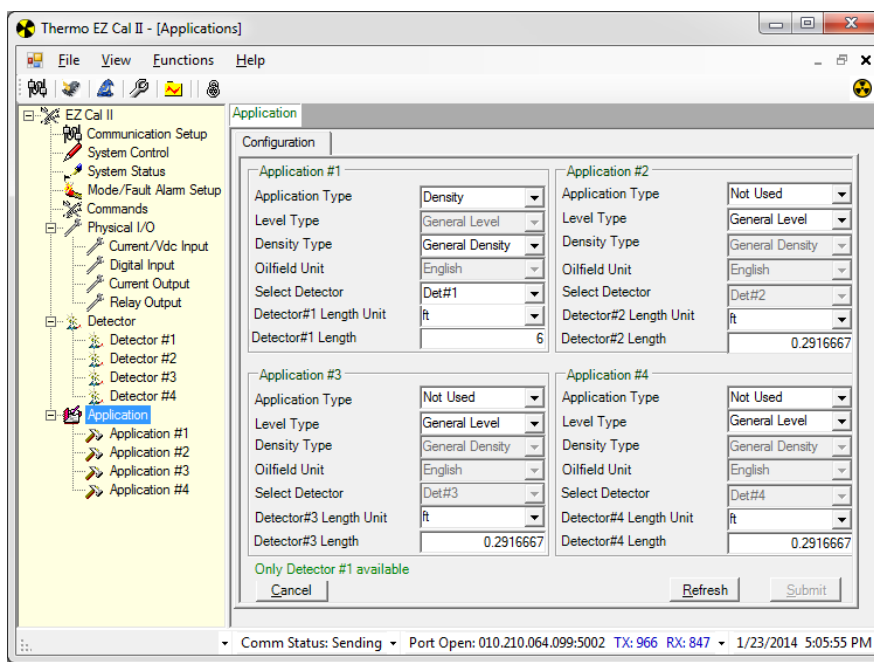 Thermo EZ Cal II - [Applications]
File View Functions Help
EZ Cal II
Communication Setup
System Control
System Status
Mode/Fault Alarm Setup
Commands
Physical I/O
Current/Vdc Input
Digital Input
Current Output
Relay Output
Detector
Detector #1
Detector #2
Detector #3
Detector #4
Application
Application #1
Application #2
Application #3
Application #4
Application
Configuration
Application #1
Application Type Density
Level Type General Level
Density Type General Density
Oilfield Unit English
Select Detector Det#1
Detector#1 Length Unit ft
Detector#1 Length 6
Application #2
Application Type Not Used
Level Type General Level
Density Type General Density
Oilfield Unit English
Select Detector Det#2
Detector#2 Length Unit ft
Detector#2 Length 0.2916667
Application #3
Application Type Not Used
Level Type General Level
Density Type General Density
Oilfield Unit English
Select Detector Det#3
Detector#3 Length Unit ft
Detector#3 Length 0.2916667
Application #4
Application Type Not Used
Level Type General Level
Density Type General Density
Oilfield Unit English
Select Detector Det#4
Detector#4 Length Unit ft
Detector#4 Length 0.2916667
Only Detector #1 available
Cancel Refresh Submit
Comm Status: Sending Port Open: 010.210.064.099:5002 TX: 966 RX: 847 1/23/2014 5:05:55 PM